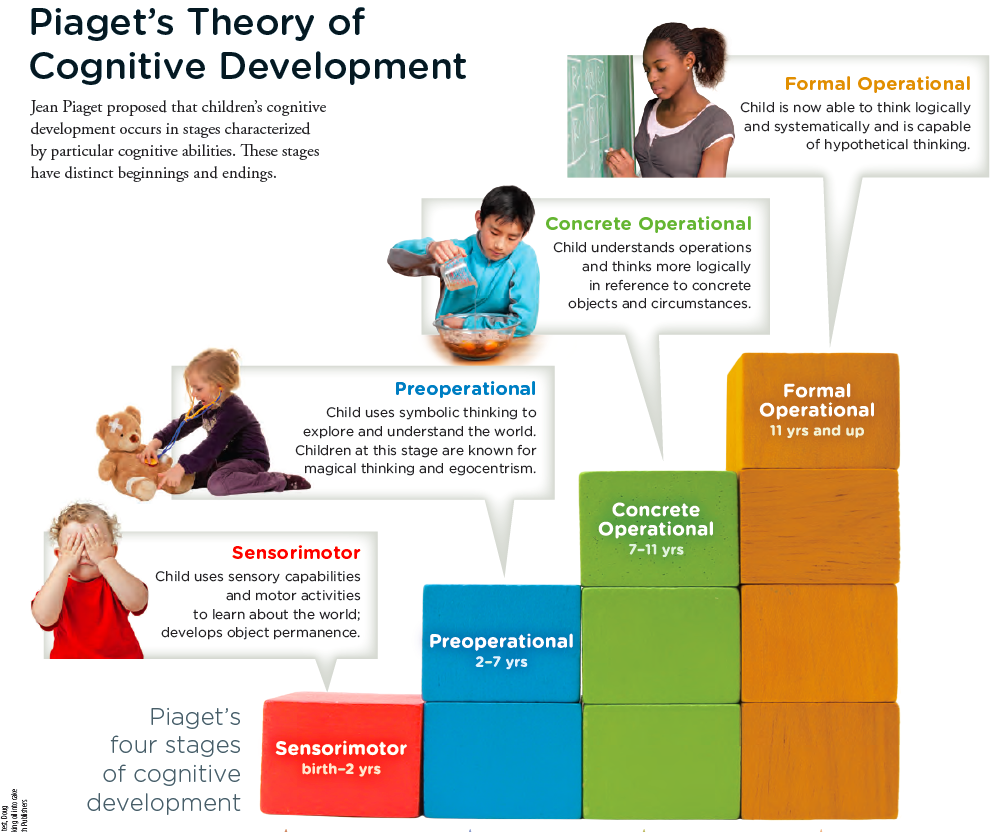 Piaget's Theory of
Cognitive Development
Jean Piaget proposed that children's cognitive
development occurs in stages characterized
by particular cognitive abilities. These stages
have distinct beginnings and endings.
Formal Operational
Child is now able to think logically
and systematically and is capable
of hypothetical thinking.
Concrete Operational
Child understands operations
and thinks more logically
in reference to concrete
objects and circumstances.
Preoperational
Child uses symbolic thinking to
explore and understand the world.
Children at this stage are known for
magical thinking and egocentrism.
Sensorimotor
Child uses sensory capabilities
and motor activities
to learn about the world;
develops object permanence.
Formal
Operational
11 yrs and up
Concrete
Operational
7–11 yrs
Preoperational
2–7 yrs
Sensorimotor
birth–2 yrs
Piaget's
four stages
of cognitive
development
Doug
oil into cake
Publishers